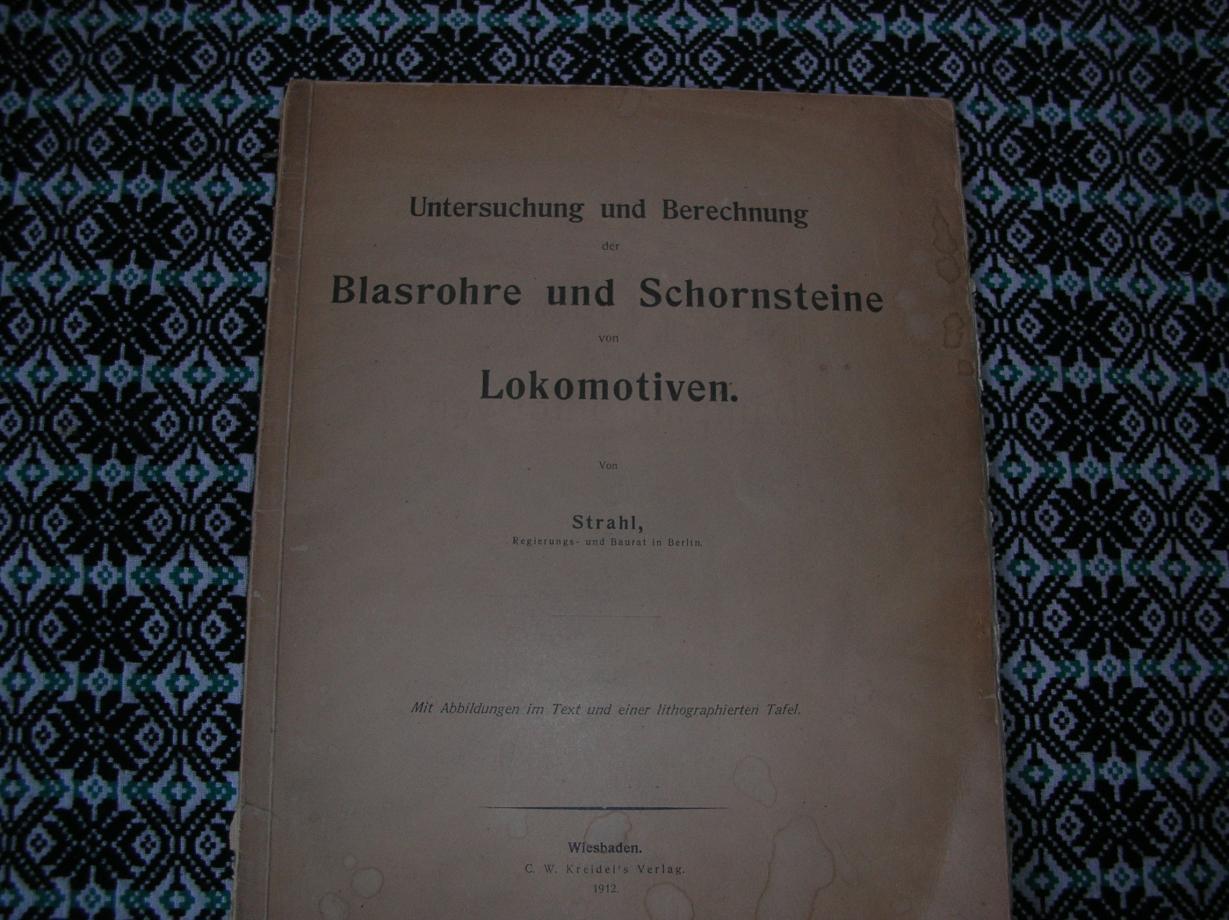 Untersuchung und Berechnung
der
Blasrohre und Schornsteine
von
Lokomotiven.
Von
Strahl,
Regierungs- und Baurat in Berlin.
Mit Abbildungen im Text und einer lithographierten Tafel.
Wiesbaden.
C. W. Kreidel's Verlag.
1912.